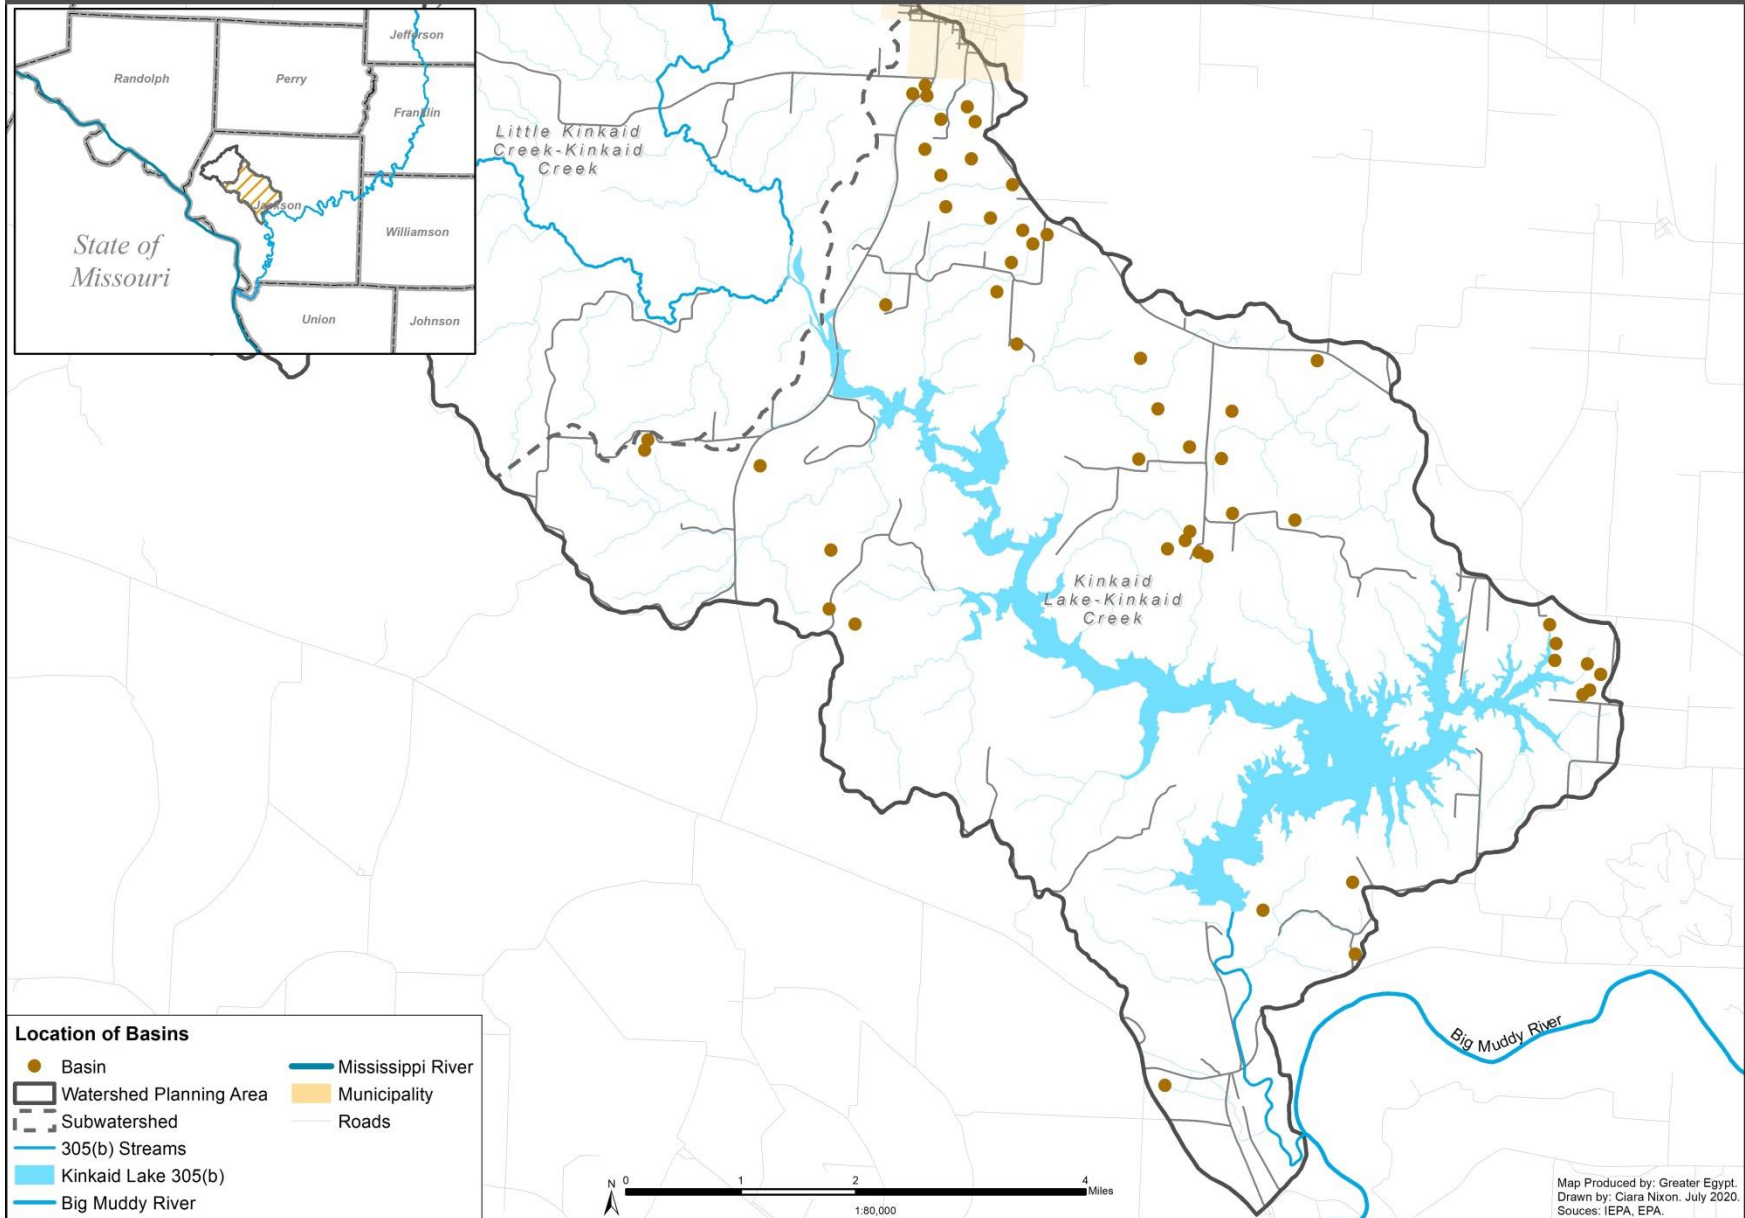 Jefferson
Randolph
Perry
Franklin
Jackson
Williamson
State of
Missouri
Union
Johnson
Little Kinkaid
Creek-Kinkaid
Creek
Kinkaid
Lake-Kinkaid
Creek
Big Muddy River
Location of Basins
Basin
Watershed Planning Area
Subwatershed
305(b) Streams
Kinkaid Lake 305(b)
Big Muddy River
Mississippi River
Municipality
Roads
N
0 1 2 4
Miles
1:80,000
Map Produced by: Greater Egypt.
Drawn by: Ciara Nixon. July 2020.
Souces: IEPA, EPA.